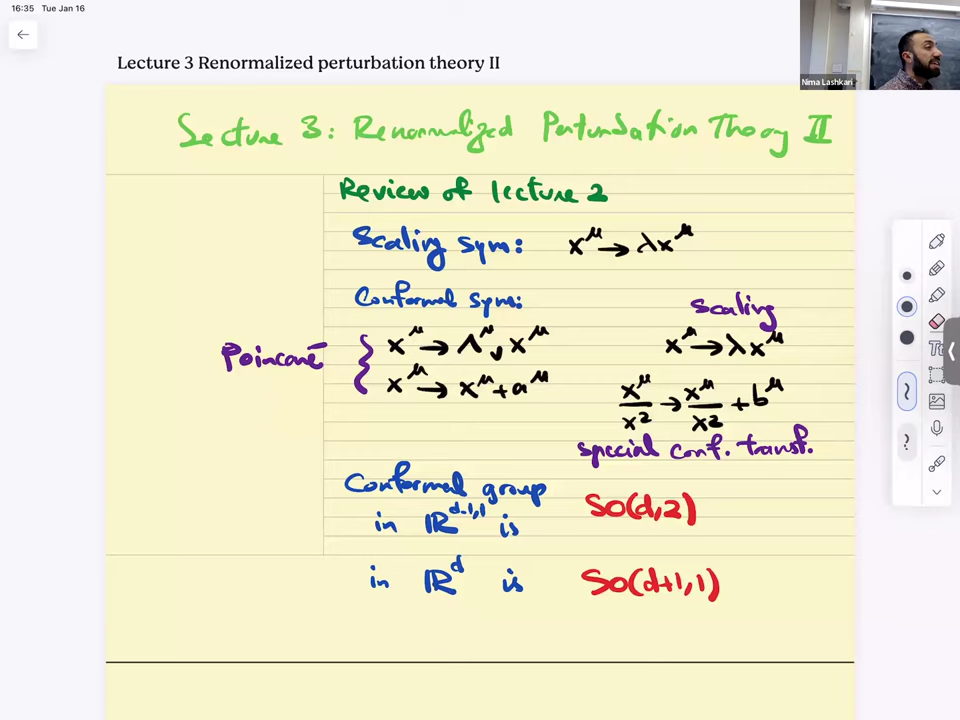 16:35 Tue Jan 16
Nima Lashkari
Lecture 3 Renormalized perturbation theory II
Lecture 3: Renormalized Perturbation Theory II
Review of lecture 2
Scaling sym: x^μ → λx^μ
Conformal sym:
scaling
Poincaré { x^μ → Λ^μ_ν x^μ
x^μ → λx^μ
x^μ → x^μ + a^μ
x^μ/x² → x^μ/x² + b^μ
special conf. transf.
Conformal group
in ℝ^{d-1,1} is SO(d,2)
in ℝ^d is SO(d+1,1)